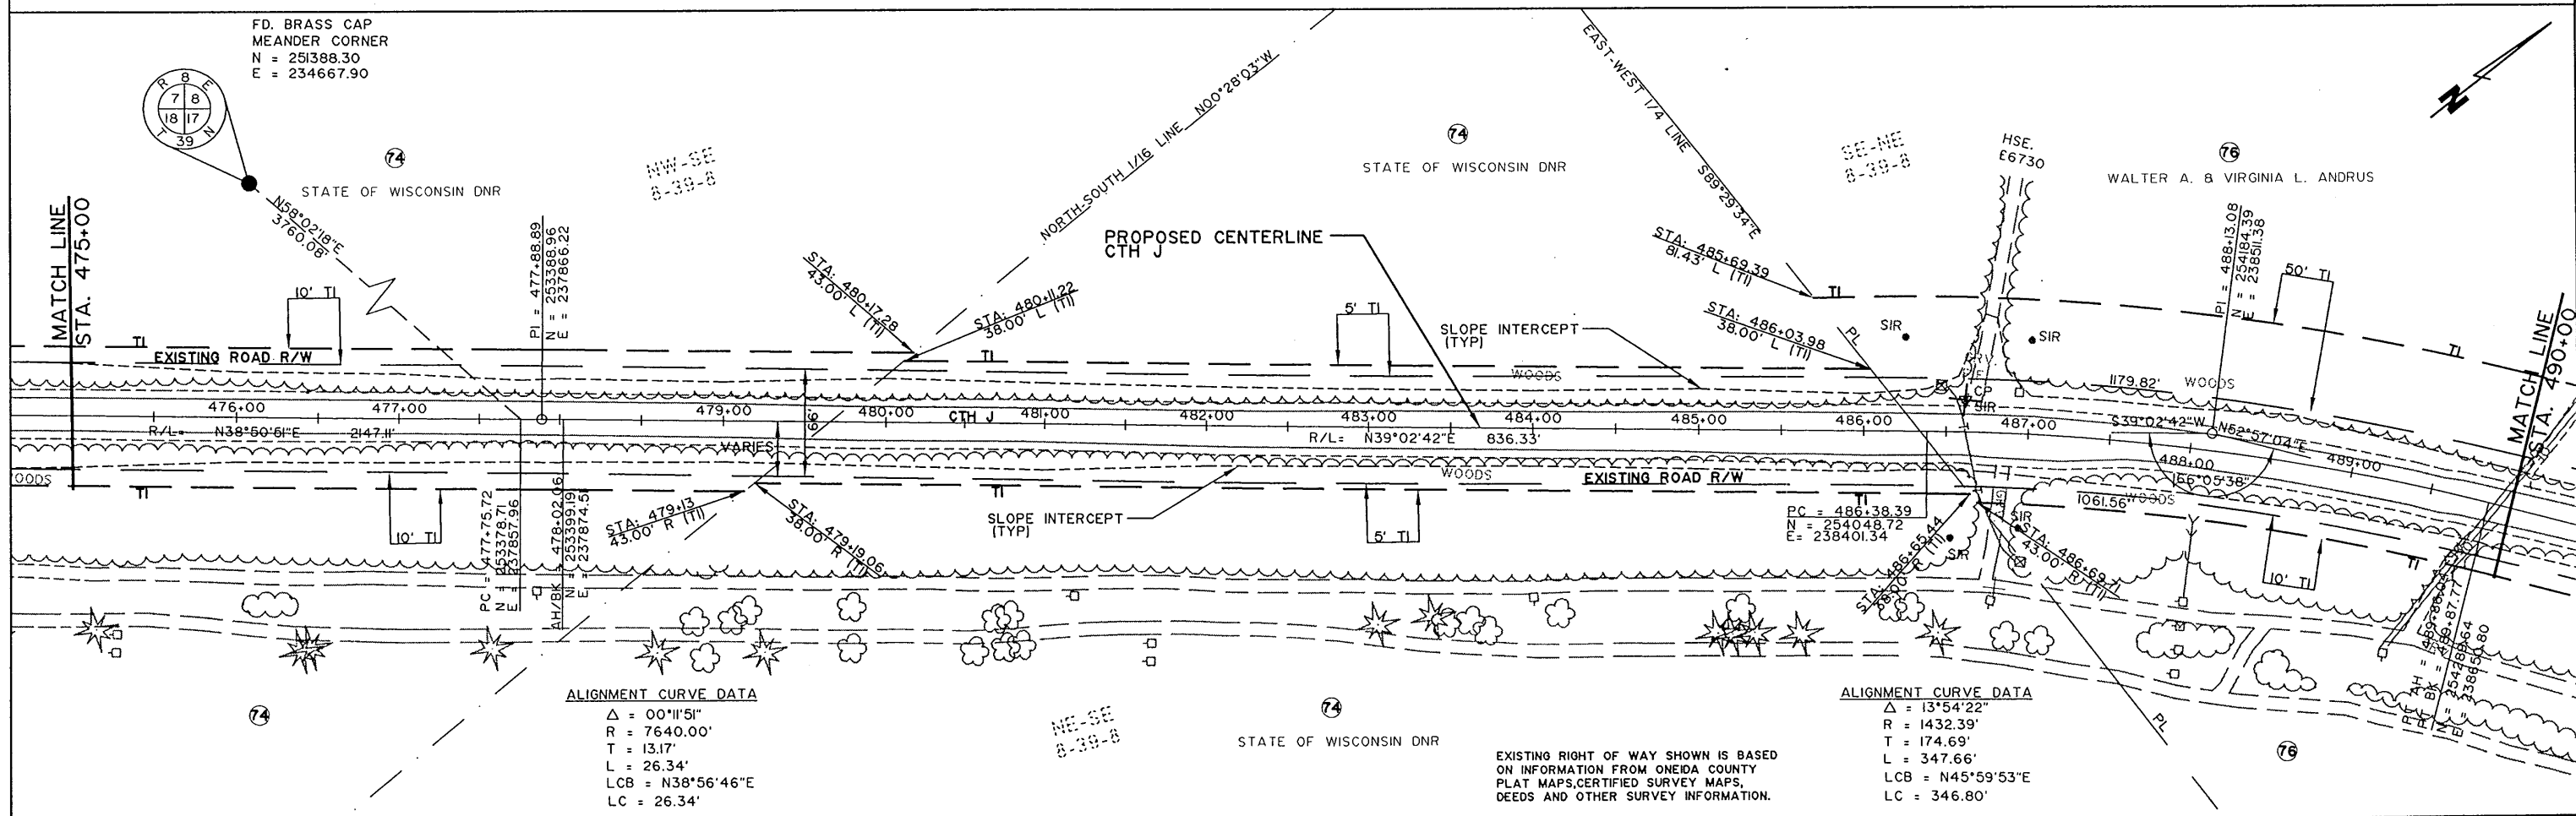 FD. BRASS CAP
MEANDER CORNER
N = 251388.30
E = 234667.90
R 8 E
7 8
18 17
T 39 N
N58°02'18"E
3760.08'
74
STATE OF WISCONSIN DNR
NW-SE
8-39-8
MATCH LINE
STA. 475+00
10' TI
TI
EXISTING ROAD R/W
PI = 477+88.89
N = 253388.96
E = 237866.22
STA: 480+17.28
43.00' L (TI)
STA: 480+11.22
38.00' L (TI)
TI
NORTH-SOUTH 1/16 LINE N00°28'03"W
PROPOSED CENTERLINE
CTH J
74
STATE OF WISCONSIN DNR
5' TI
SLOPE INTERCEPT
(TYP)
WOODS
EAST-WEST 1/4 LINE S89°29'34"E
STA: 485+69.39
81.43' L (TI)
STA: 486+03.98
38.00' L (TI)
PL
TI
SE-NE
8-39-8
HSE.
E6730
SIR
SIR
CP
SIR
76
WALTER A. & VIRGINIA L. ANDRUS
PI = 488+13.08
N = 254184.39
E = 238511.38
50' TI
TI
N
MATCH LINE
STA. 490+00
1179.82'
WOODS
476+00
477+00
479+00
480+00
CTH J
481+00
482+00
483+00
484+00
485+00
486+00
487+00
488+00
489+00
R/L= N38°50'51"E 2147.11'
VARIES
66'
R/L= N39°02'42"E 836.33'
S39°02'42"W
N52°57'04"E
166°05'38"
1061.56'
WOODS
OODS
TI
10' TI
PC = 477+75.72
N = 253378.71
E = 237857.96
AH/BK = 478+02.06
N = 253399.19
E = 237874.51
STA: 479+13
43.00' R (TI)
STA: 479+19.06
38.00' R (TI)
TI
SLOPE INTERCEPT
(TYP)
5' TI
WOODS
EXISTING ROAD R/W
TI
PC = 486+38.39
N = 254048.72
E= 238401.34
STA: 486+65.44
38.00' R (TI)
SIR
SIR
STA: 486+69.71
43.00' R (TI)
10' TI
TI
PL
74
ALIGNMENT CURVE DATA
Δ = 00°11'51"
R = 7640.00'
T = 13.17'
L = 26.34'
LCB = N38°56'46"E
LC = 26.34'
NE-SE
8-39-8
74
STATE OF WISCONSIN DNR
EXISTING RIGHT OF WAY SHOWN IS BASED
ON INFORMATION FROM ONEIDA COUNTY
PLAT MAPS,CERTIFIED SURVEY MAPS,
DEEDS AND OTHER SURVEY INFORMATION.
ALIGNMENT CURVE DATA
Δ = 13°54'22"
R = 1432.39'
T = 174.69'
L = 347.66'
LCB = N45°59'53"E
LC = 346.80'
76